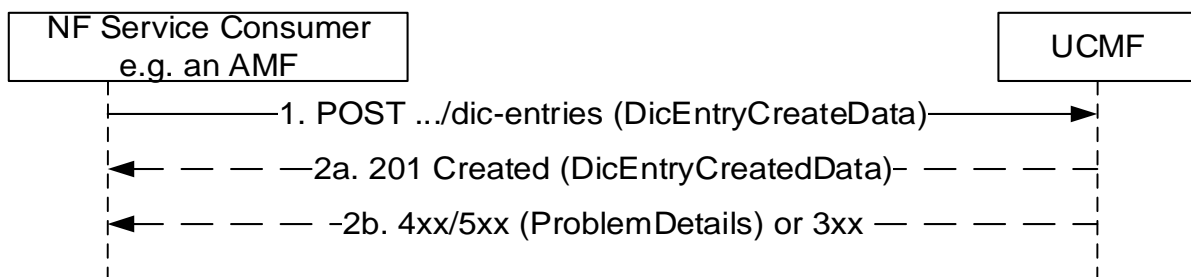 NF Service Consumer
e.g. an AMF
UCMF
1. POST .../dic-entries (DicEntryCreateData)
2a. 201 Created (DicEntryCreatedData)
2b. 4xx/5xx (ProblemDetails) or 3xx